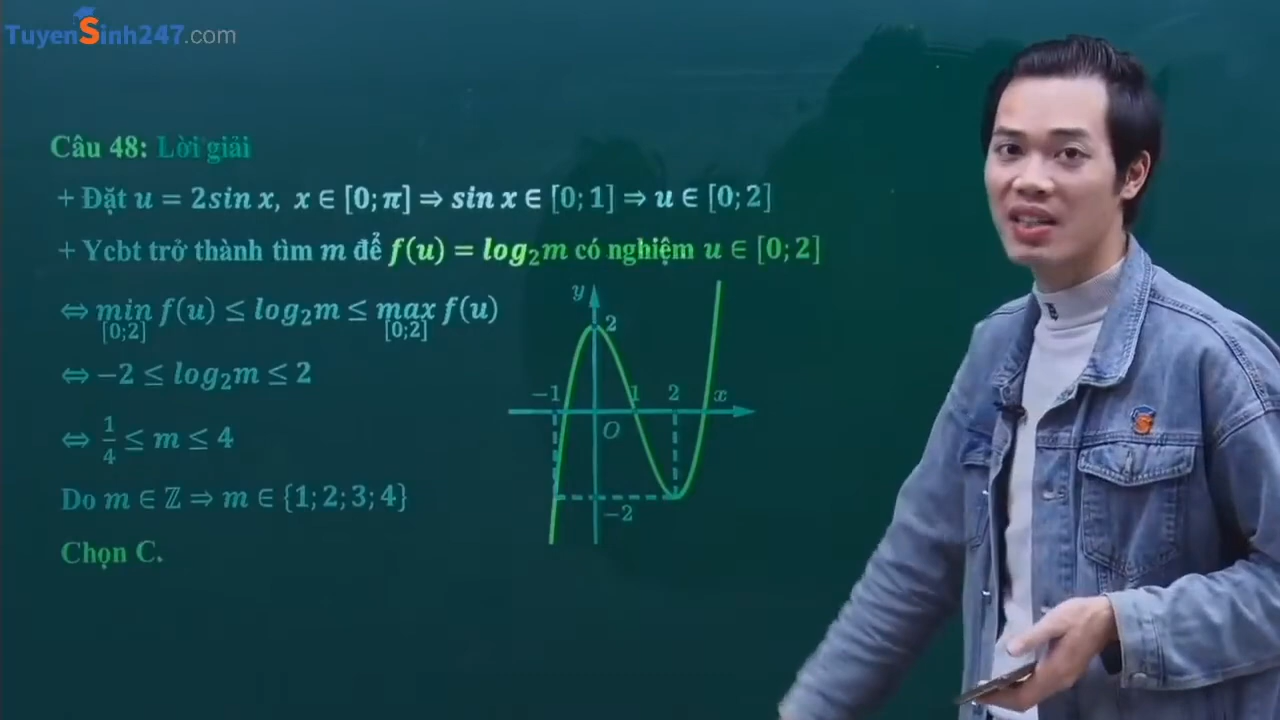 TuyenSinh247.com
Câu 48: Lời giải
+ Đặt u = 2sin x, x ∈ [0; π] ⇒ sin x ∈ [0; 1] ⇒ u ∈ [0; 2]
+ Ycbt trở thành tìm m để f(u) = log₂m có nghiệm u ∈ [0; 2]
⇔ min f(u) ≤ log₂m ≤ max f(u)
[0;2] [0;2]
⇔ −2 ≤ log₂m ≤ 2
⇔ 1/4 ≤ m ≤ 4
Do m ∈ ℤ ⇒ m ∈ {1; 2; 3; 4}
Chọn C.
y
2
−1 1 2 x
O
−2